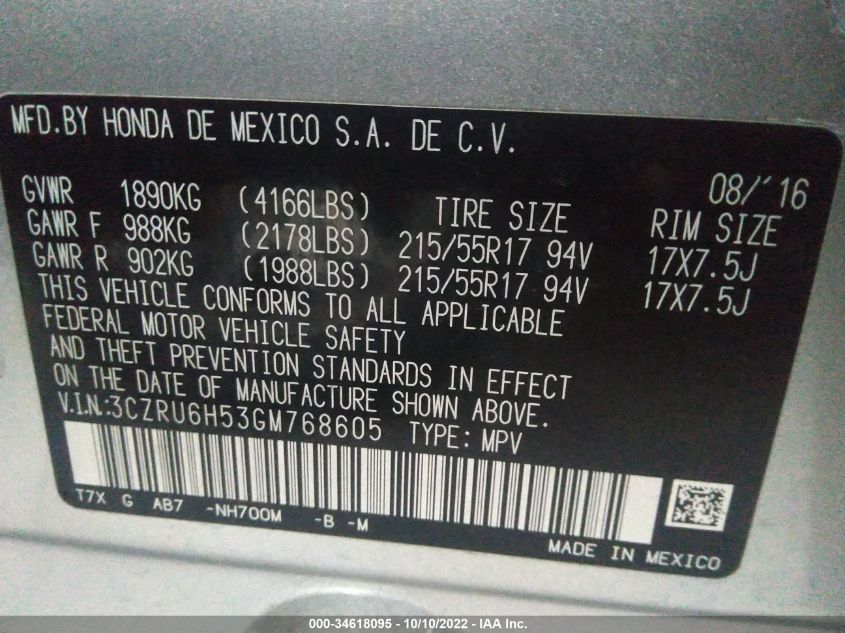 MFD.BY HONDA DE MEXICO S.A. DE C.V.
08/'16
GVWR 1890KG (4166LBS) TIRE SIZE RIM SIZE
GAWR F 988KG (2178LBS) 215/55R17 94V 17X7.5J
GAWR R 902KG (1988LBS) 215/55R17 94V 17X7.5J
THIS VEHICLE CONFORMS TO ALL APPLICABLE
FEDERAL MOTOR VEHICLE SAFETY
AND THEFT PREVENTION STANDARDS IN EFFECT
ON THE DATE OF MANUFACTURE SHOWN ABOVE.
V.I.N:3CZRU6H53GM768605 TYPE: MPV
T7X G AB7 -NH700M -B -M
MADE IN MEXICO
000-34618095 - 10/10/2022 - IAA Inc.